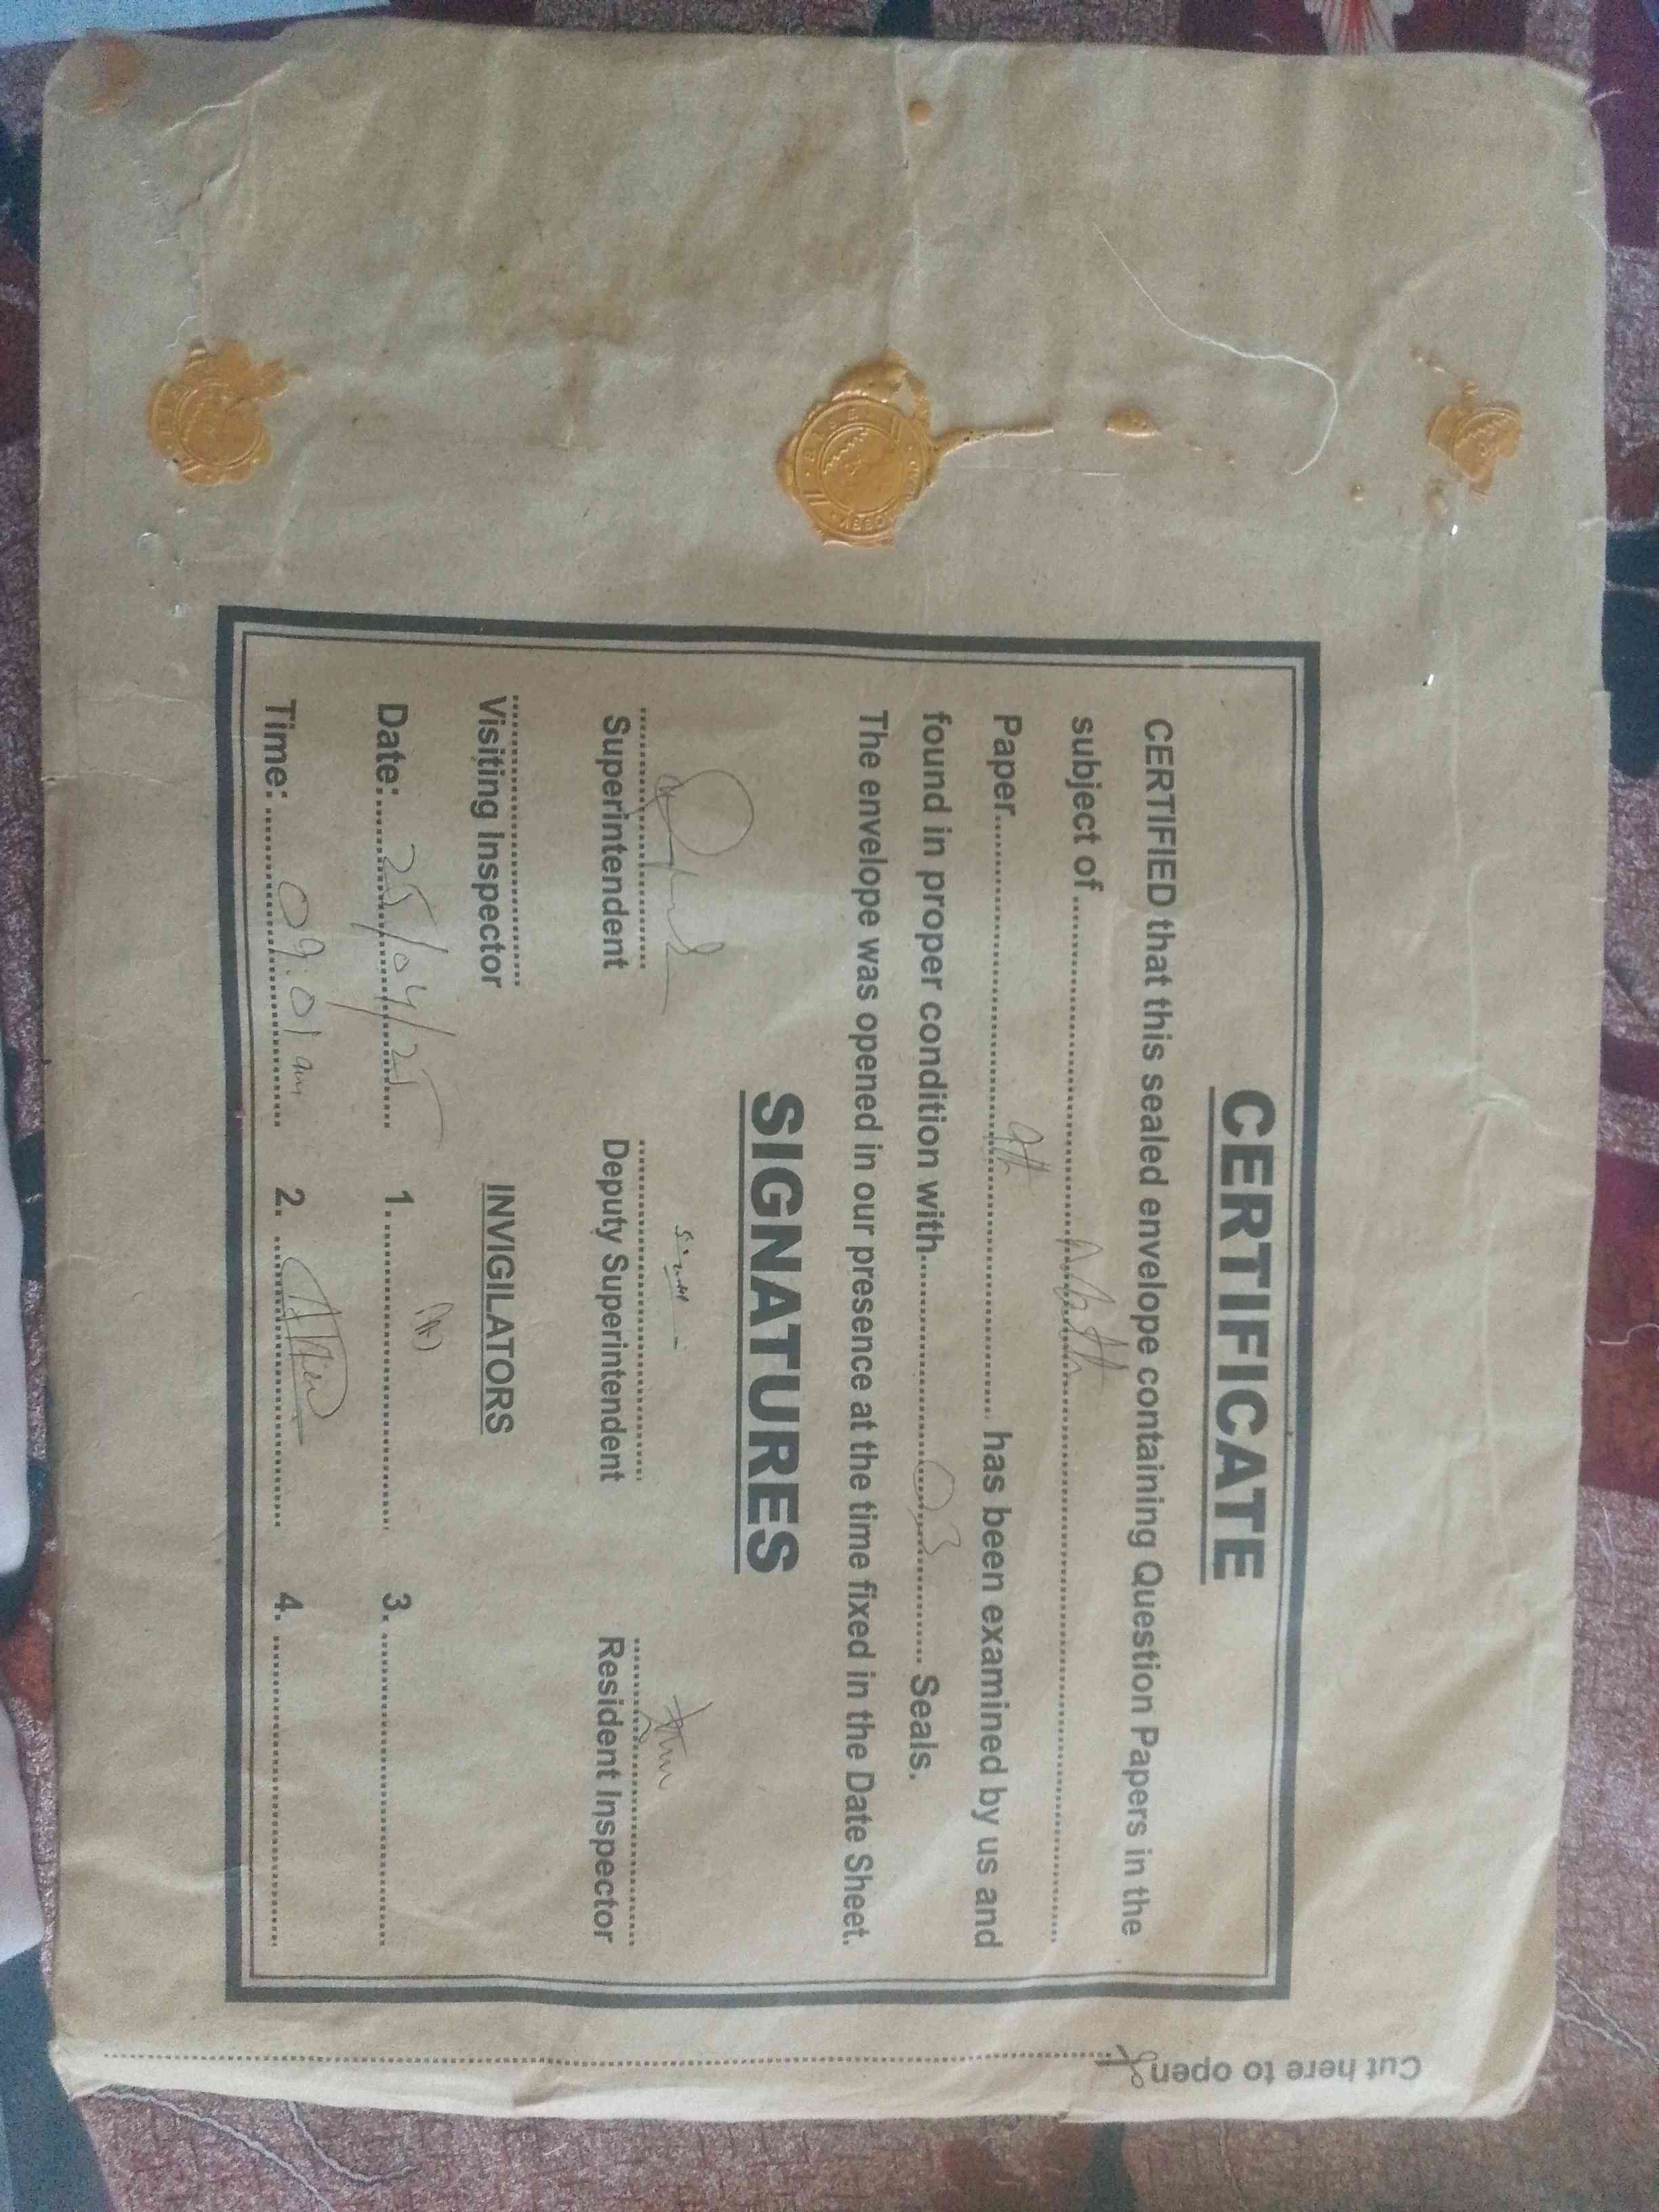 CERTIFICATE
CERTIFIED that this sealed envelope containing Question Papers in the
subject of ........ Math ........
Paper ........ 9th ........ has been examined by us and
found in proper condition with ........ 03 ........ Seals.
The envelope was opened in our presence at the time fixed in the Date Sheet.
SIGNATURES
Superintendent Deputy Superintendent Resident Inspector
Visiting Inspector INVIGILATORS
Date: 25/04/25 1. ........ 3. ........
Time: 09:01 am 2. ........ 4. ........
Cut here to open